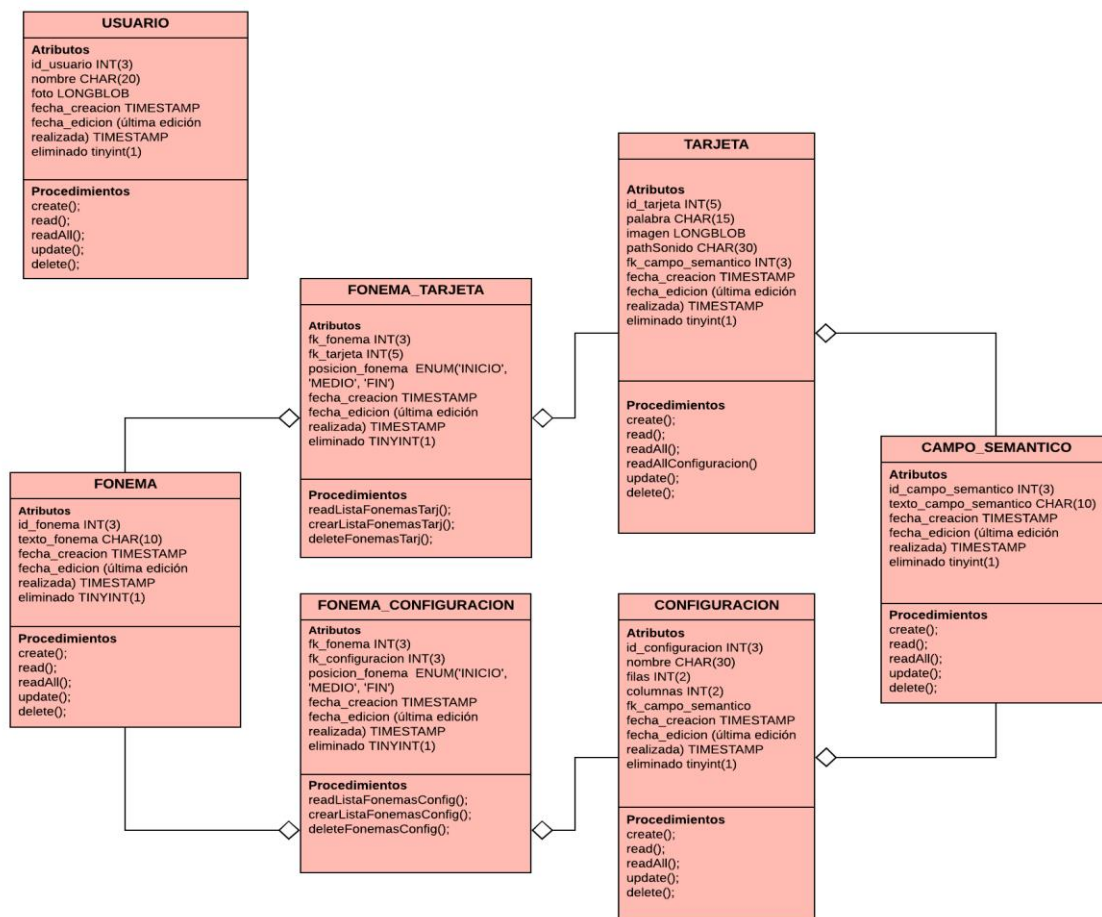 USUARIO
Atributos
id_usuario INT(3)
nombre CHAR(20)
foto LONGBLOB
fecha_creacion TIMESTAMP
fecha_edicion (última edición
realizada) TIMESTAMP
eliminado tinyint(1)
Procedimientos
create();
read();
readAll();
update();
delete();
TARJETA
Atributos
id_tarjeta INT(5)
palabra CHAR(15)
imagen LONGBLOB
pathSonido CHAR(30)
fk_campo_semantico INT(3)
fecha_creacion TIMESTAMP
fecha_edicion (última edición
realizada) TIMESTAMP
eliminado tinyint(1)
Procedimientos
create();
read();
readAll();
readAllConfiguracion()
update();
delete();
FONEMA_TARJETA
Atributos
fk_fonema INT(3)
fk_tarjeta INT(5)
posicion_fonema ENUM('INICIO',
'MEDIO', 'FIN')
fecha_creacion TIMESTAMP
fecha_edicion (última edición
realizada) TIMESTAMP
eliminado TINYINT(1)
Procedimientos
readListaFonemasTarj();
crearListaFonemasTarj();
deleteFonemasTarj();
CAMPO_SEMANTICO
Atributos
id_campo_semantico INT(3)
texto_campo_semantico CHAR(10)
fecha_creacion TIMESTAMP
fecha_edicion (última edición
realizada) TIMESTAMP
eliminado tinyint(1)
Procedimientos
create();
read();
readAll();
update();
delete();
FONEMA
Atributos
id_fonema INT(3)
texto_fonema CHAR(10)
fecha_creacion TIMESTAMP
fecha_edicion (última edición
realizada) TIMESTAMP
eliminado TINYINT(1)
Procedimientos
create();
read();
readAll();
update();
delete();
FONEMA_CONFIGURACION
Atributos
fk_fonema INT(3)
fk_configuracion INT(3)
posicion_fonema ENUM('INICIO',
'MEDIO', 'FIN')
fecha_creacion TIMESTAMP
fecha_edicion (última edición
realizada) TIMESTAMP
eliminado TINYINT(1)
Procedimientos
readListaFonemasConfig();
crearListaFonemasConfig();
deleteFonemasConfig();
CONFIGURACION
Atributos
id_configuracion INT(3)
nombre CHAR(30)
filas INT(2)
columnas INT(2)
fk_campo_semantico
fecha_creacion TIMESTAMP
fecha_edicion (última edición
realizada) TIMESTAMP
eliminado tinyint(1)
Procedimientos
create();
read();
readAll();
update();
delete();